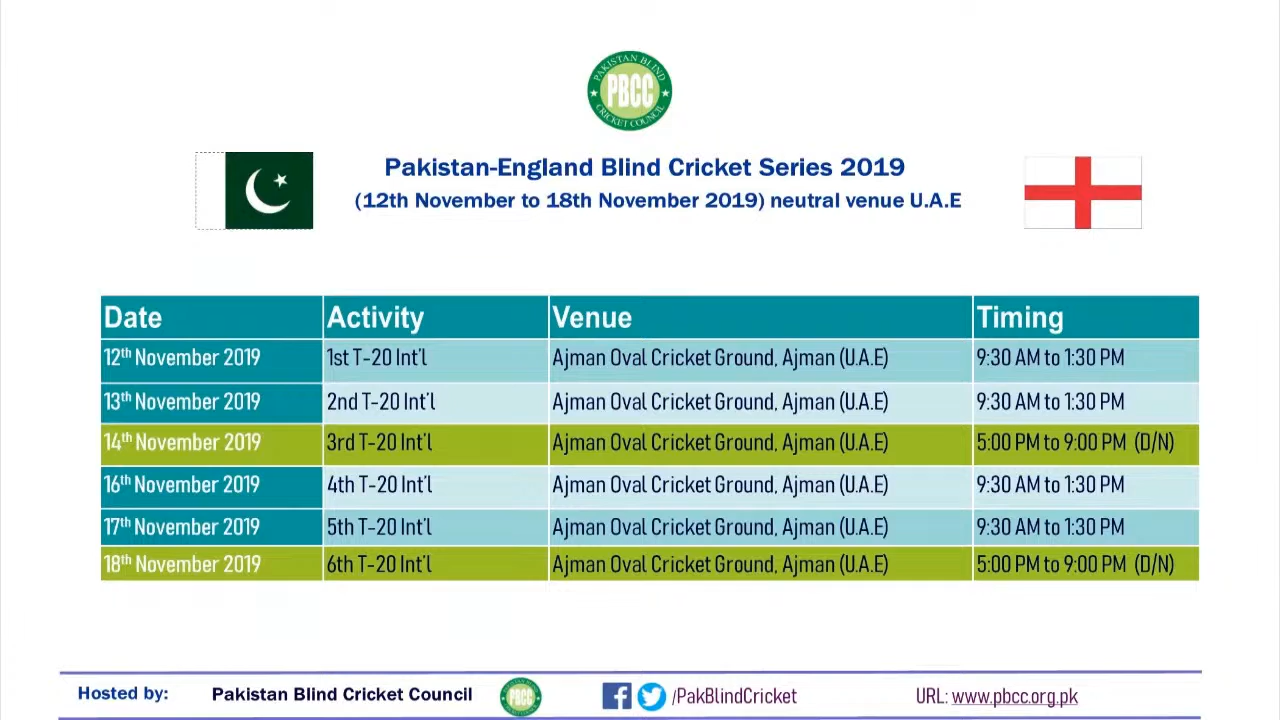 PAKISTAN BLIND
PBCC
CRICKET COUNCIL
Pakistan-England Blind Cricket Series 2019
(12th November to 18th November 2019) neutral venue U.A.E
Date Activity Venue Timing
12th November 2019 1st T-20 Int'l Ajman Oval Cricket Ground, Ajman (U.A.E) 9:30 AM to 1:30 PM
13th November 2019 2nd T-20 Int'l Ajman Oval Cricket Ground, Ajman (U.A.E) 9:30 AM to 1:30 PM
14th November 2019 3rd T-20 Int'l Ajman Oval Cricket Ground, Ajman (U.A.E) 5:00 PM to 9:00 PM (D/N)
16th November 2019 4th T-20 Int'l Ajman Oval Cricket Ground, Ajman (U.A.E) 9:30 AM to 1:30 PM
17th November 2019 5th T-20 Int'l Ajman Oval Cricket Ground, Ajman (U.A.E) 9:30 AM to 1:30 PM
18th November 2019 6th T-20 Int'l Ajman Oval Cricket Ground, Ajman (U.A.E) 5:00 PM to 9:00 PM (D/N)
Hosted by: Pakistan Blind Cricket Council PBCC /PakBlindCricket URL: www.pbcc.org.pk